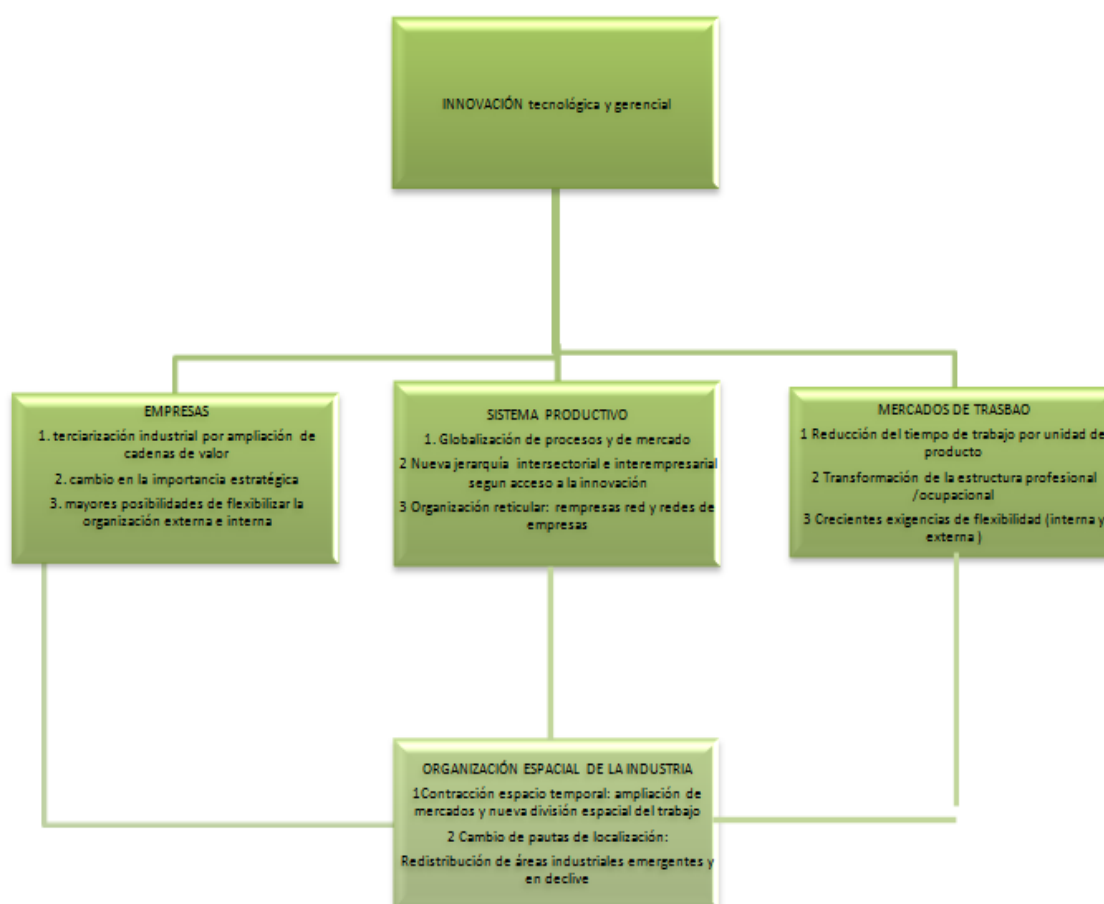 INNOVACIÓN tecnológica y gerencial
EMPRESAS
1. terciarización industrial por ampliación de
cadenas de valor
2. cambio en la importancia estratégica
3. mayores posibilidades de flexibilizar la
organización externa e interna
SISTEMA PRODUCTIVO
1. Globalización de procesos y de mercado
2 Nueva jerarquía intersectorial e interempresarial
segun acceso a la innovación
3 Organización reticular: rempresas red y redes de
empresas
MERCADOS DE TRASBAO
1 Reducción del tiempo de trabajo por unidad de
producto
2 Transformación de la estructura profesional
/ocupacional
3 Crecientes exigencias de flexibilidad (interna y
externa )
ORGANIZACIÓN ESPACIAL DE LA INDUSTRIA
1Contracción espacio temporal: ampliación de
mercados y nueva división espacial del trabajo
2 Cambio de pautas de localización:
Redistribución de áreas industriales emergentes y
en declive